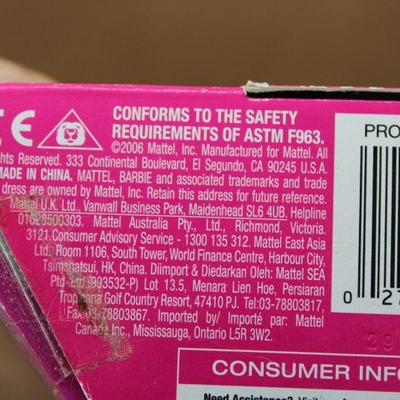 CE
CONFORMS TO THE SAFETY
REQUIREMENTS OF ASTM F963.
©2006 Mattel, Inc. Manufactured for Mattel. All
Rights Reserved. 333 Continental Boulevard, El Segundo, CA 90245 U.S.A.
MADE IN CHINA. MATTEL, BARBIE and associated trademarks and trade
dress are owned by Mattel, Inc. Retain this address for future reference.
Mattel U.K. Ltd., Vanwall Business Park, Maidenhead SL6 4UB. Helpline
01628500303. Mattel Australia Pty., Ltd., Richmond, Victoria.
3121.Consumer Advisory Service - 1300 135 312. Mattel East Asia
Ltd. Room 1106, South Tower, World Finance Centre, Harbour City,
Tsimshatsui, HK, China. Diimport & Diedarkan Oleh: Mattel SEA
Ptd Ltd.(993532-P) Lot 13.5, Menara Lien Hoe, Persiaran
Tropicana Golf Country Resort, 47410 PJ. Tel:03-78803817,
Fax:03-78803867. Imported by/Importé par: Mattel
Canada Inc., Mississauga, Ontario L5R 3W2.
PRO
0 27
CONSUMER INFO
Need Assistance?